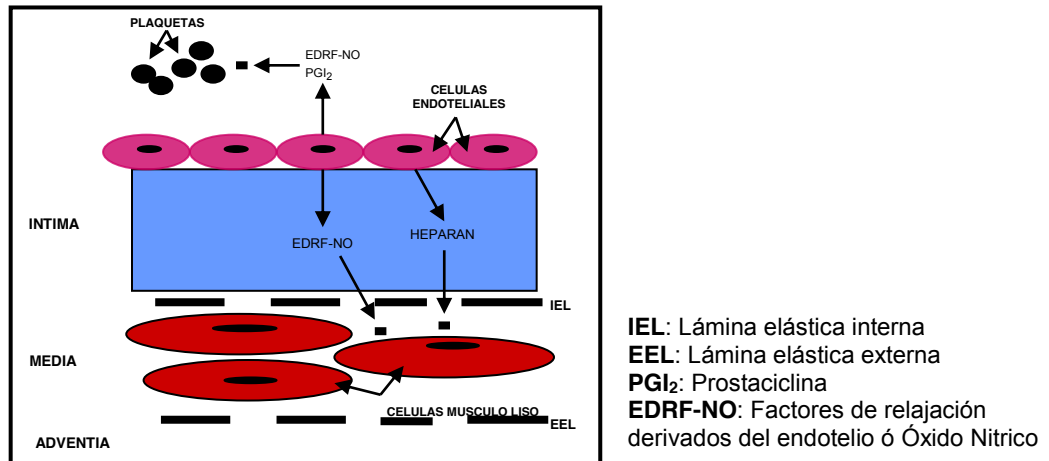 PLAQUETAS
EDRF-NO
PGI₂
CELULAS
ENDOTELIALES
INTIMA
EDRF-NO
HEPARAN
IEL
MEDIA
CELULAS MUSCULO LISO
EEL
ADVENTIA
IEL: Lámina elástica interna
EEL: Lámina elástica externa
PGI₂: Prostaciclina
EDRF-NO: Factores de relajación
derivados del endotelio ó Óxido Nitrico